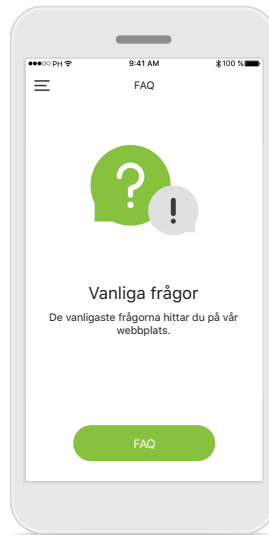 PH 9:41 AM 100 %
FAQ
?
!
Vanliga frågor
De vanligaste frågorna hittar du på vår
webbplats.
FAQ